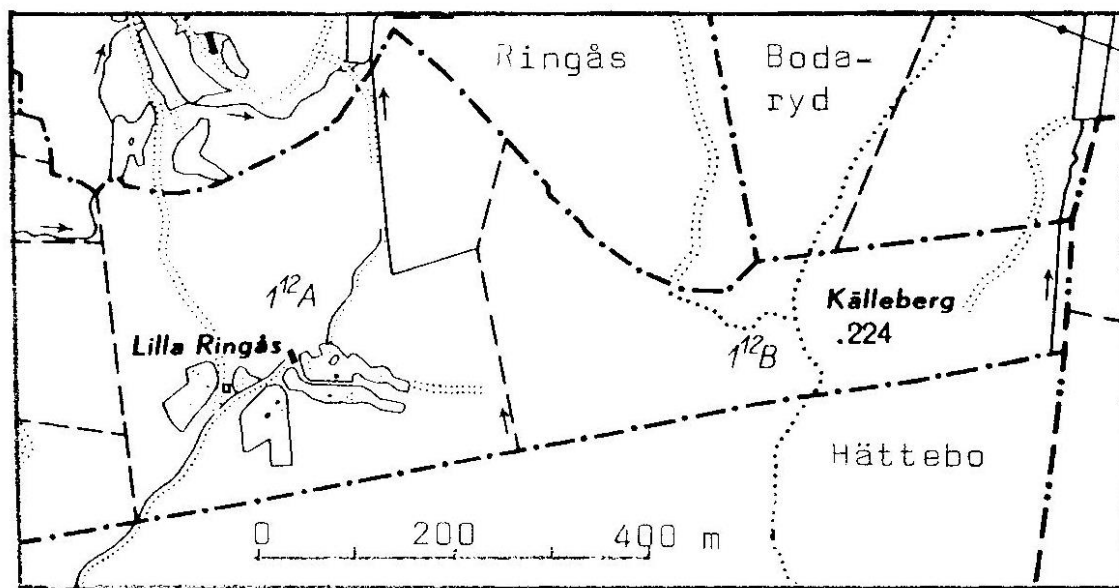 Ringås
Boda-
ryd
1¹²A
Källeberg
.224
Lilla Ringås
1¹²B
Hättebo
0 200 400 m